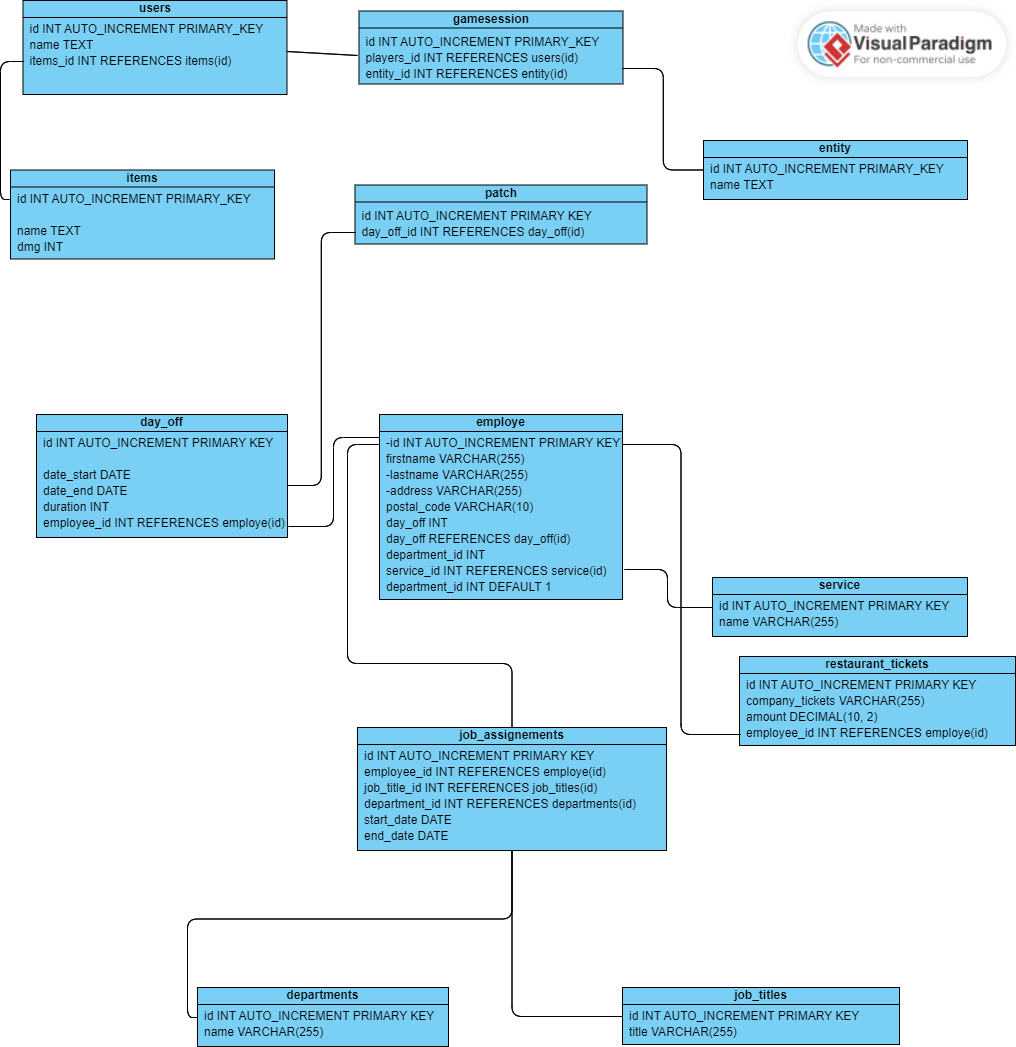 users
id INT AUTO_INCREMENT PRIMARY_KEY
name TEXT
items_id INT REFERENCES items(id)
gamesession
id INT AUTO_INCREMENT PRIMARY_KEY
players_id INT REFERENCES users(id)
entity_id INT REFERENCES entity(id)
Made with
Visual Paradigm
For non-commercial use
entity
id INT AUTO_INCREMENT PRIMARY_KEY
name TEXT
items
id INT AUTO_INCREMENT PRIMARY_KEY
name TEXT
dmg INT
patch
id INT AUTO_INCREMENT PRIMARY KEY
day_off_id INT REFERENCES day_off(id)
day_off
id INT AUTO_INCREMENT PRIMARY KEY
date_start DATE
date_end DATE
duration INT
employee_id INT REFERENCES employe(id)
employe
-id INT AUTO_INCREMENT PRIMARY KEY
firstname VARCHAR(255)
-lastname VARCHAR(255)
-address VARCHAR(255)
postal_code VARCHAR(10)
day_off INT
day_off REFERENCES day_off(id)
department_id INT
service_id INT REFERENCES service(id)
department_id INT DEFAULT 1
service
id INT AUTO_INCREMENT PRIMARY KEY
name VARCHAR(255)
restaurant_tickets
id INT AUTO_INCREMENT PRIMARY KEY
company_tickets VARCHAR(255)
amount DECIMAL(10, 2)
employee_id INT REFERENCES employe(id)
job_assignements
id INT AUTO_INCREMENT PRIMARY KEY
employee_id INT REFERENCES employe(id)
job_title_id INT REFERENCES job_titles(id)
department_id INT REFERENCES departments(id)
start_date DATE
end_date DATE
departments
id INT AUTO_INCREMENT PRIMARY KEY
name VARCHAR(255)
job_titles
id INT AUTO_INCREMENT PRIMARY KEY
title VARCHAR(255)